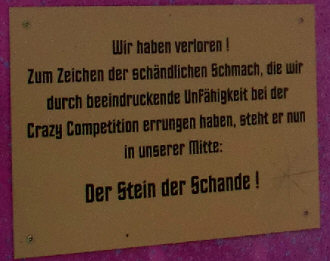 Wir haben verloren !
Zum Zeichen der schändlichen Schmach, die wir
durch beeindruckende Unfähigkeit bei der
Crazy Competition errungen haben, steht er nun
in unserer Mitte:
Der Stein der Schande !